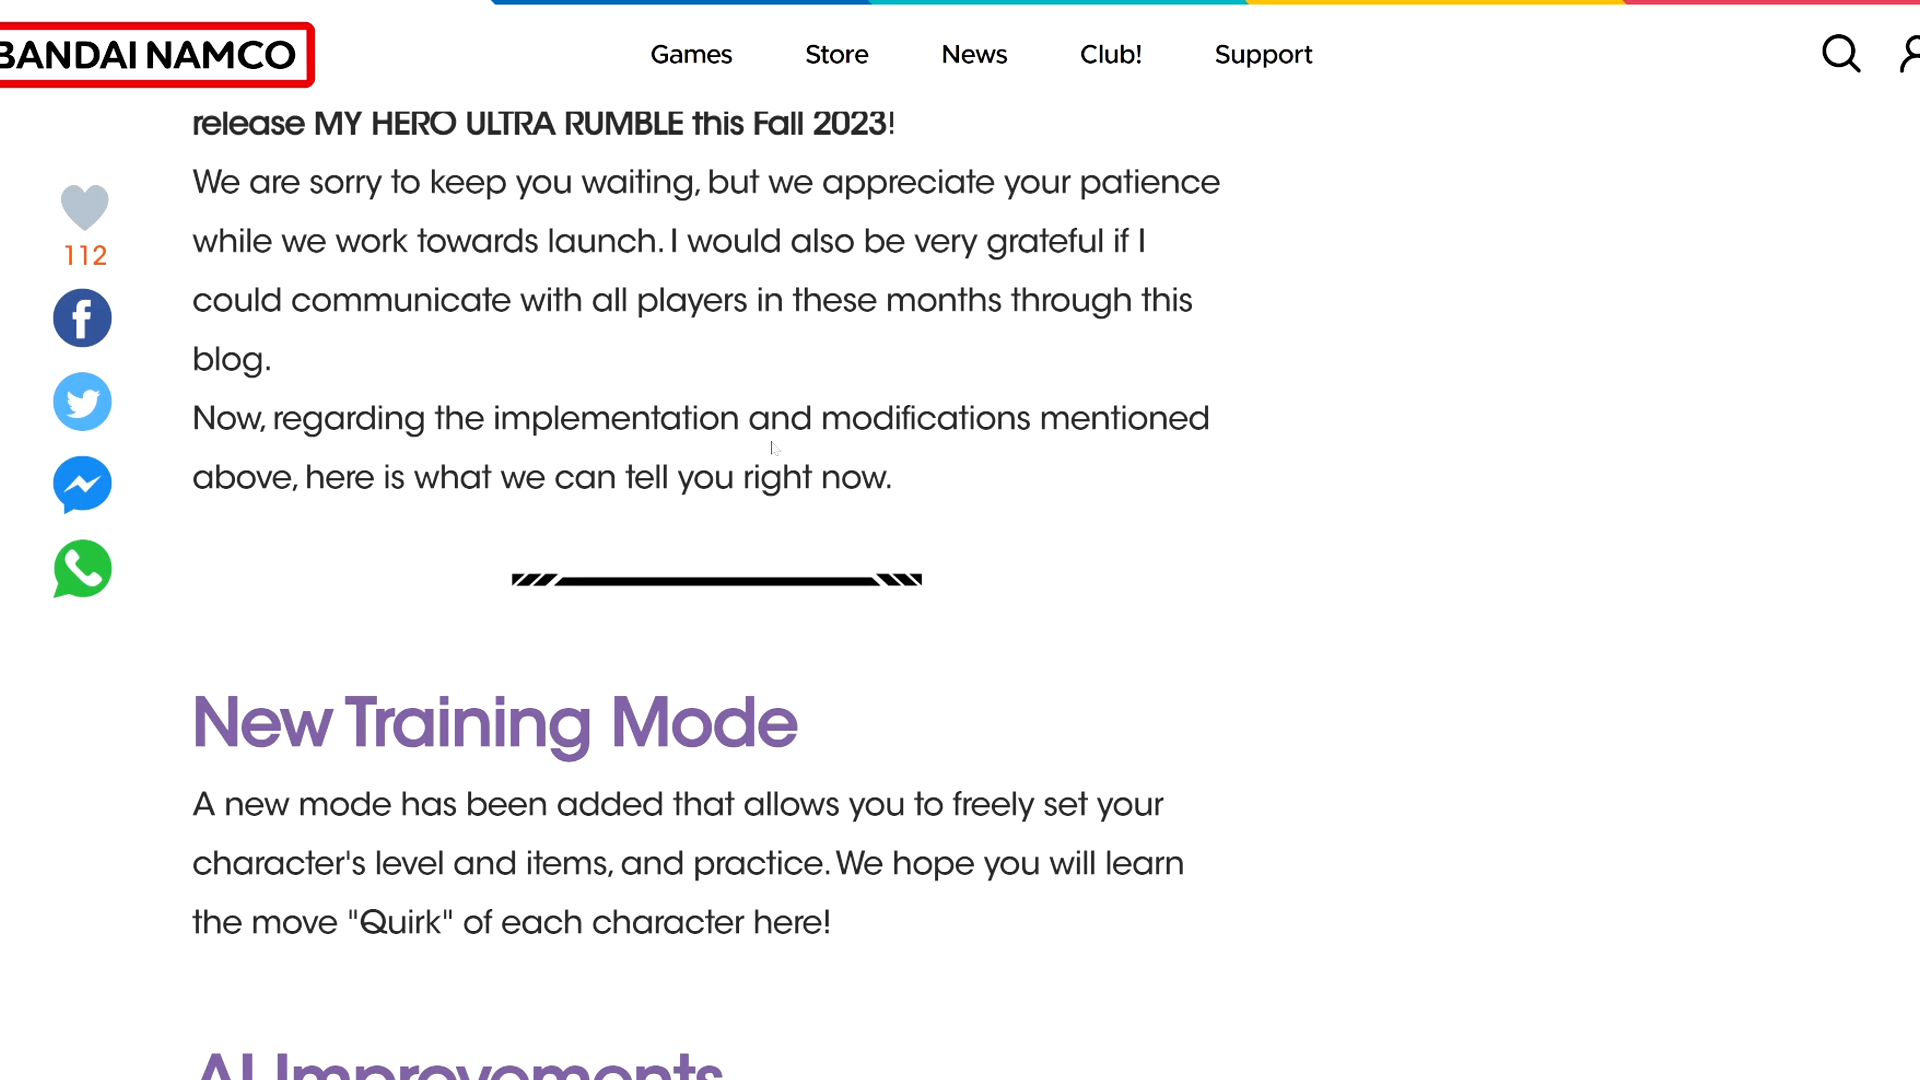 BANDAI NAMCO
Games
Store
News
Club!
Support
release MY HERO ULTRA RUMBLE this Fall 2023!
We are sorry to keep you waiting, but we appreciate your patience
while we work towards launch. I would also be very grateful if I
could communicate with all players in these months through this
blog.
Now, regarding the implementation and modifications mentioned
above, here is what we can tell you right now.
112
New Training Mode
A new mode has been added that allows you to freely set your
character's level and items, and practice. We hope you will learn
the move "Quirk" of each character here!
AI Improvements